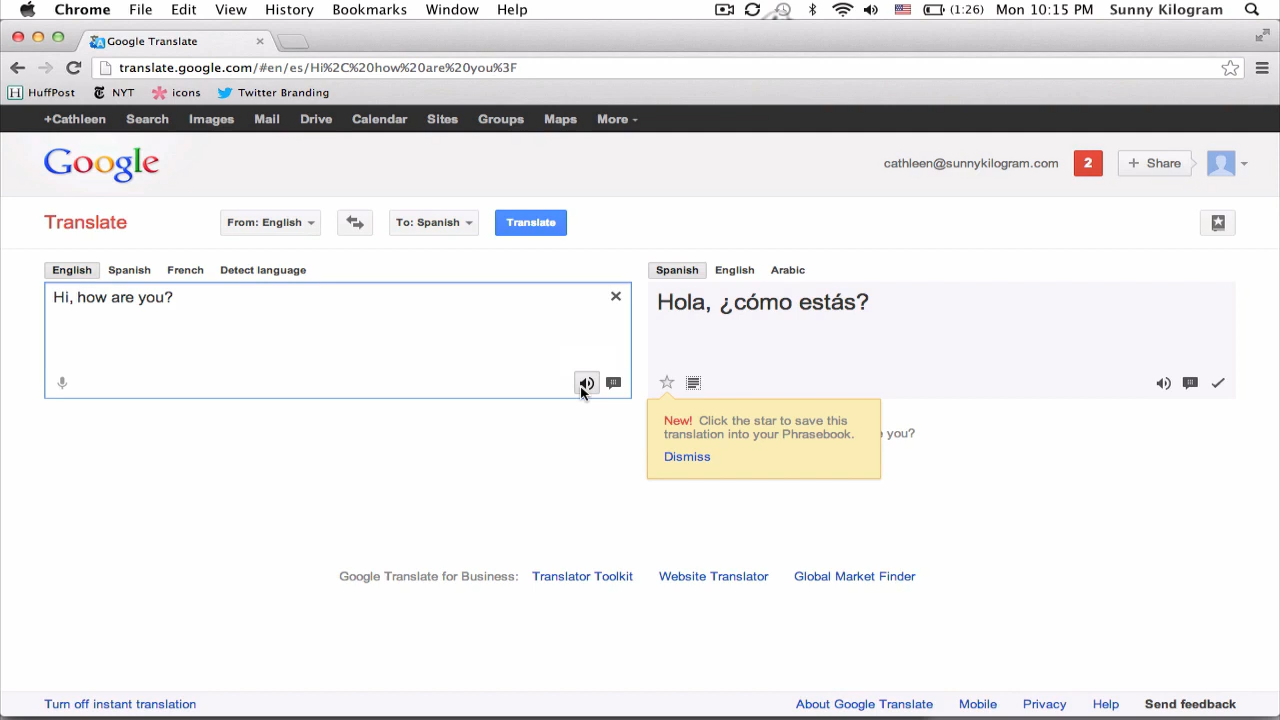 Chrome File Edit View History Bookmarks Window Help (1:26) Mon 10:15 PM Sunny Kilogram
Google Translate
translate.google.com/#en/es/Hi%2C%20how%20are%20you%3F
HuffPost NYT icons Twitter Branding
+Cathleen Search Images Mail Drive Calendar Sites Groups Maps More
Google cathleen@sunnykilogram.com 2 + Share
Translate From: English To: Spanish Translate
English Spanish French Detect language Spanish English Arabic
Hi, how are you? Hola, ¿cómo estás?
New! Click the star to save this
translation into your Phrasebook. you?
Dismiss
Google Translate for Business: Translator Toolkit Website Translator Global Market Finder
Turn off instant translation About Google Translate Mobile Privacy Help Send feedback